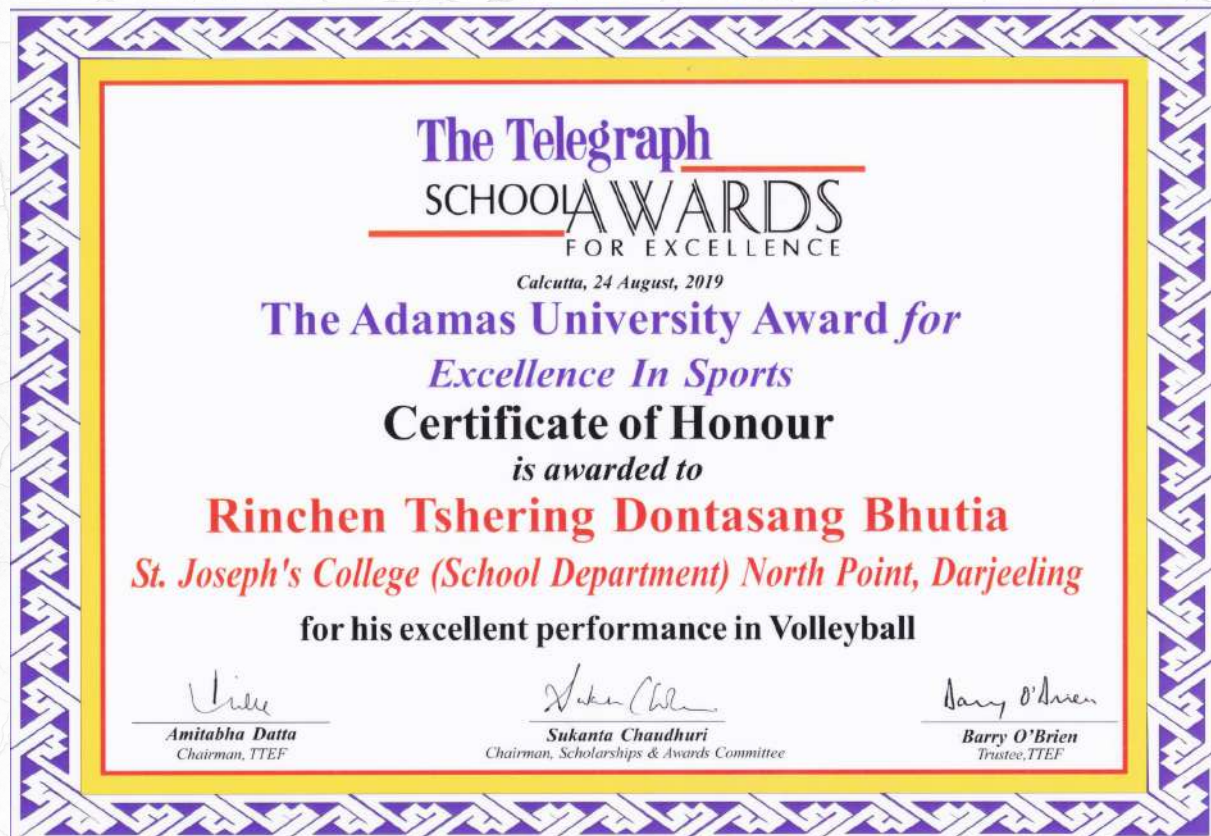 The Telegraph
SCHOOL AWARDS
FOR EXCELLENCE
Calcutta, 24 August, 2019
The Adamas University Award for
Excellence In Sports
Certificate of Honour
is awarded to
Rinchen Tshering Dontasang Bhutia
St. Joseph's College (School Department) North Point, Darjeeling
for his excellent performance in Volleyball
Barry O'Brien
Amitabha Datta
Chairman, TTEF
Sukanta Chaudhuri
Chairman, Scholarships & Awards Committee
Barry O'Brien
Trustee,TTEF